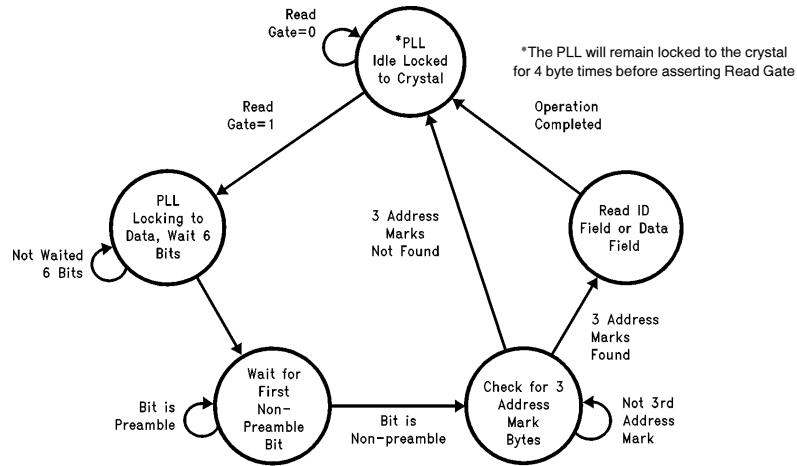 Read
Gate=0
*PLL
Idle Locked
to Crystal
*The PLL will remain locked to the crystal
for 4 byte times before asserting Read Gate
Read
Gate=1
Operation
Completed
PLL
Locking to
Data, Wait 6
Bits
Not Waited
6 Bits
3 Address
Marks
Not Found
Read ID
Field or Data
Field
3 Address
Marks
Found
Wait for
First
Non-
Preamble
Bit
Bit is
Preamble
Bit is
Non-preamble
Check for 3
Address
Mark
Bytes
Not 3rd
Address
Mark